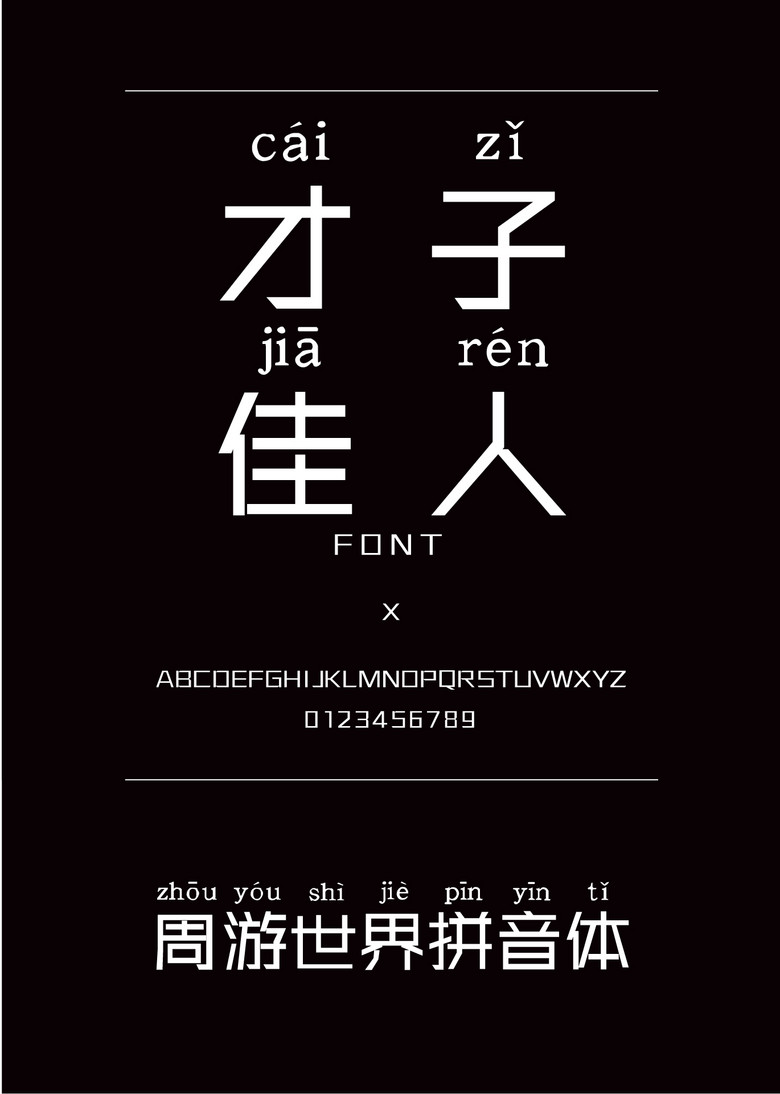 cái zǐ
才子
jiā rén
佳人
FONT
X
ABCDEFGHIJKLMNOPQRSTUVWXYZ
0123456789
zhōu yóu shì jiè pīn yīn tǐ
周游世界拼音体